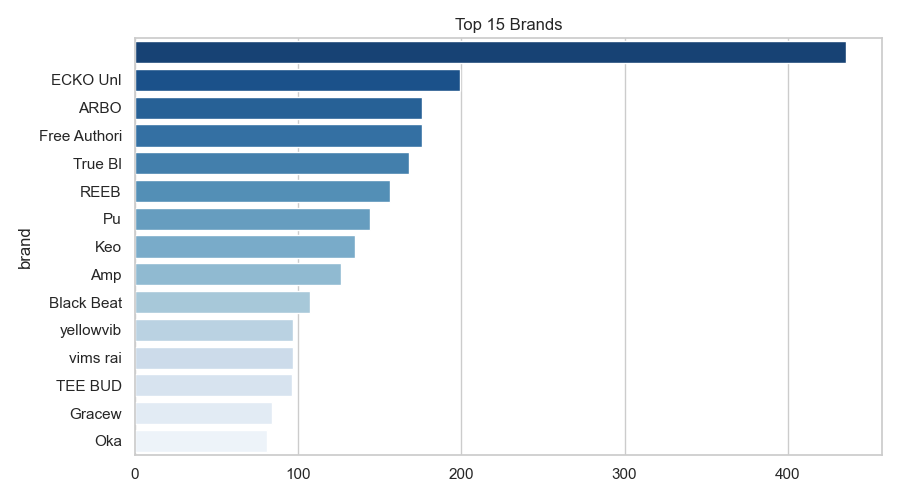 Top 15 Brands
ECKO Unl
ARBO
Free Authori
True Bl
REEB
Pu
Keo
Amp
Black Beat
yellowvib
vims rai
TEE BUD
Gracew
Oka
brand
0 100 200 300 400